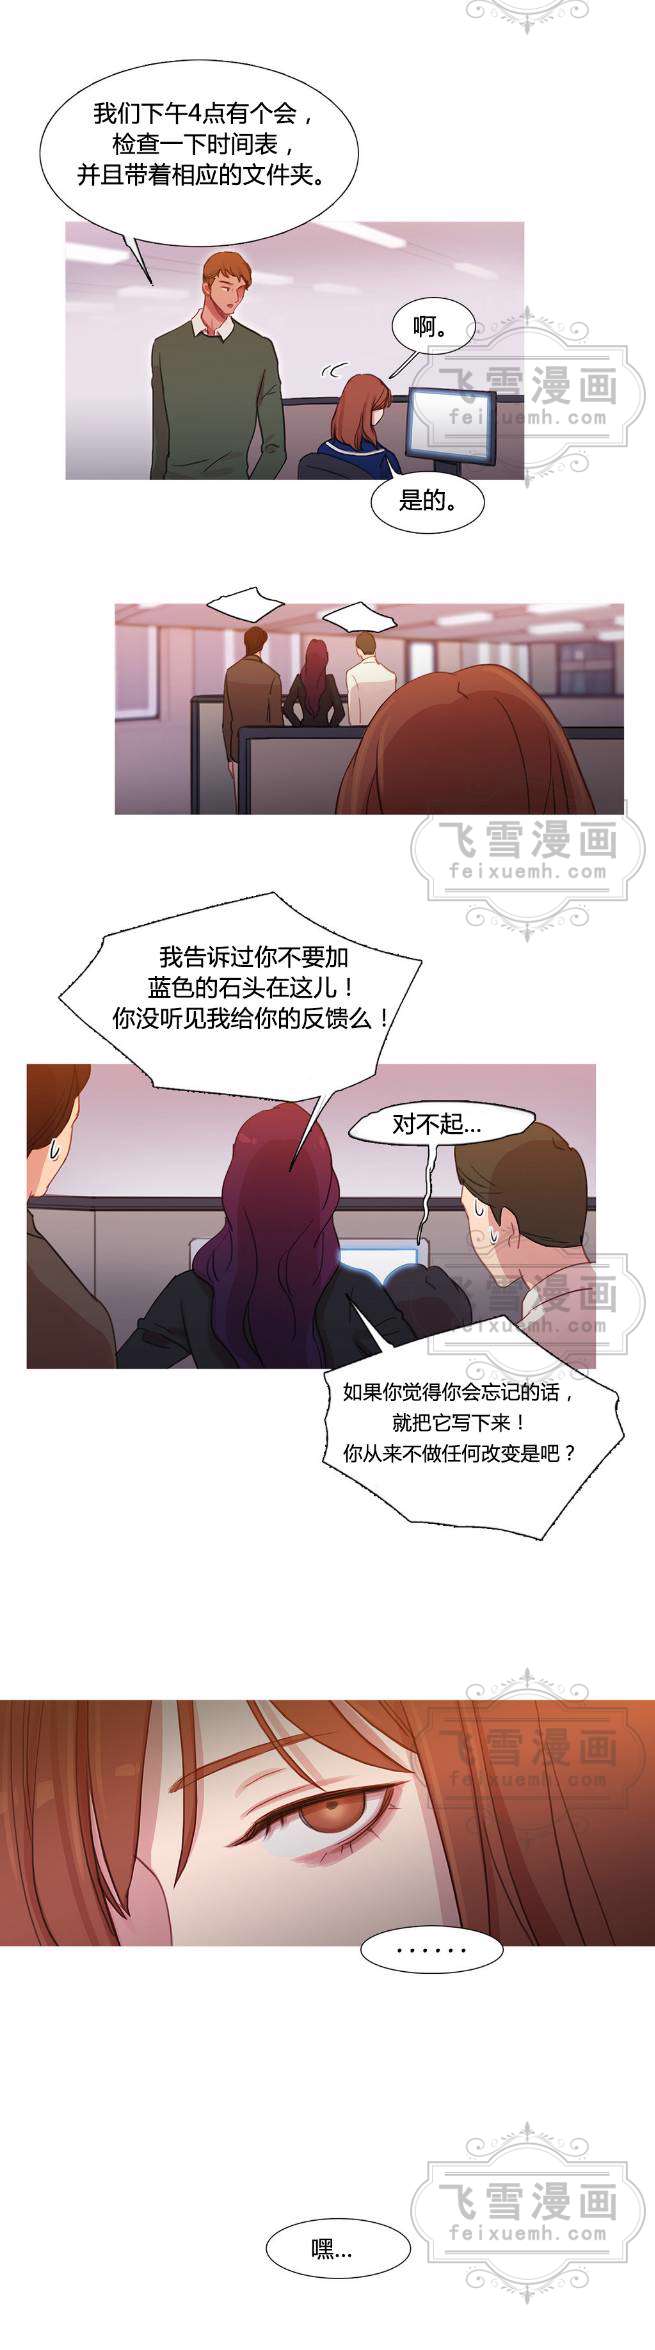 我们下午4点有个会，
检查一下时间表，
并且带着相应的文件夹。
啊。
飞雪漫画
feixuemh.com
是的。
飞雪漫画
feixuemh.com
我告诉过你不要加
蓝色的石头在这儿！
你没听见我给你的反馈么！
对不起...
飞雪漫画
feixuemh.com
如果你觉得你会忘记的话，
就把它写下来！
你从来不做任何改变是吧？
飞雪漫画
feixuemh.com
......
飞雪漫画
feixuemh.com
嘿...